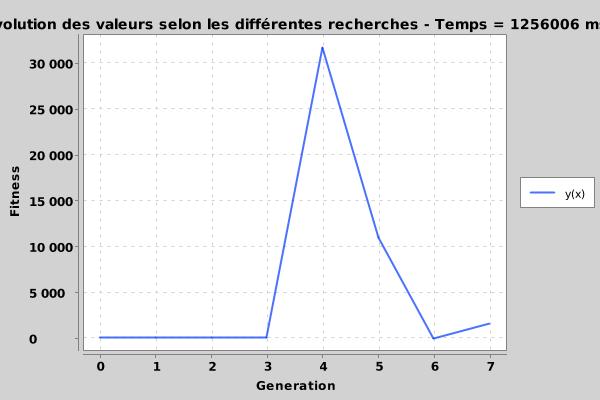 volution des valeurs selon les différentes recherches - Temps = 1256006 ms
30 000
25 000
20 000
15 000
10 000
5 000
0
Fitness
0 1 2 3 4 5 6 7
Generation
y(x)